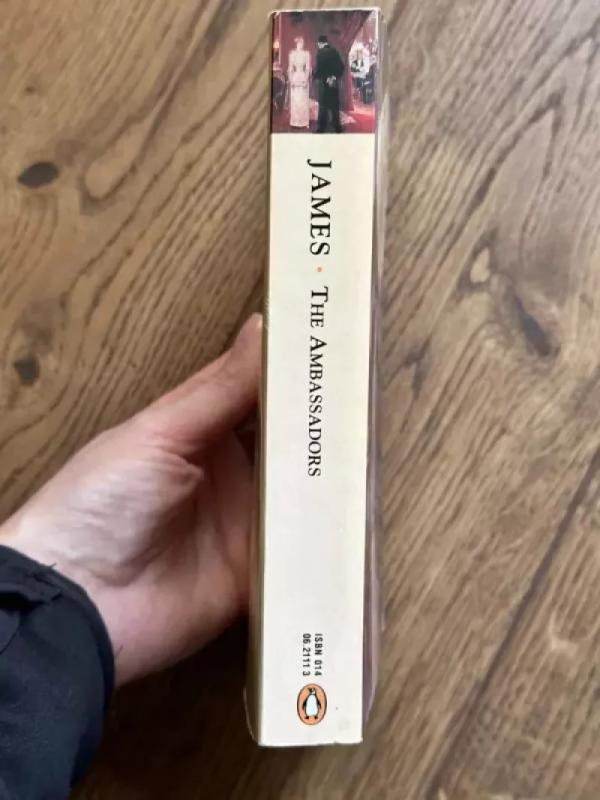 JAMES · THE AMBASSADORS
ISBN 014
06.2111 3